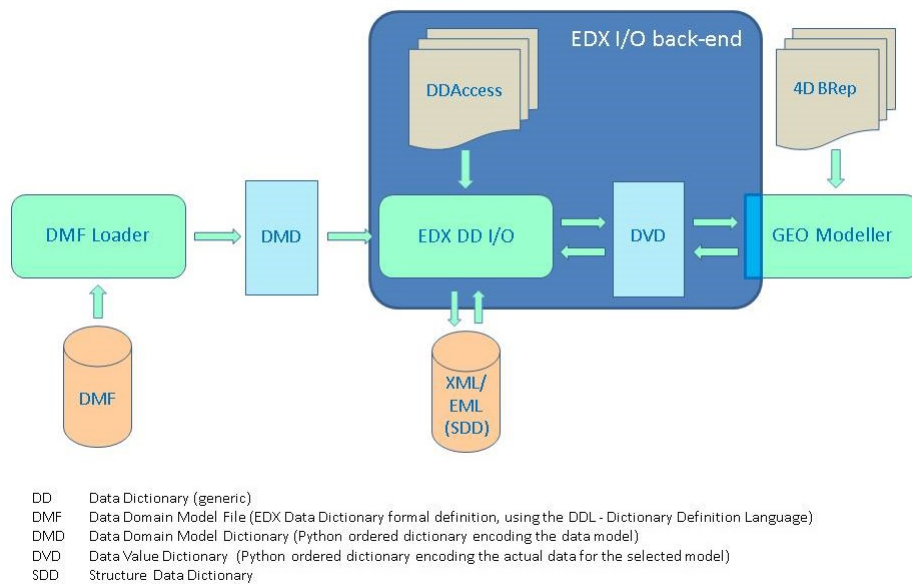 EDX I/O back-end
DDAccess
4D BRep
DMF Loader
DMD
EDX DD I/O
DVD
GEO Modeller
DMF
XML/
EML
(SDD)
DD Data Dictionary (generic)
DMF Data Domain Model File (EDX Data Dictionary formal definition, using the DDL - Dictionary Definition Language)
DMD Data Domain Model Dictionary (Python ordered dictionary encoding the data model)
DVD Data Value Dictionary (Python ordered dictionary encoding the actual data for the selected model)
SDD Structure Data Dictionary